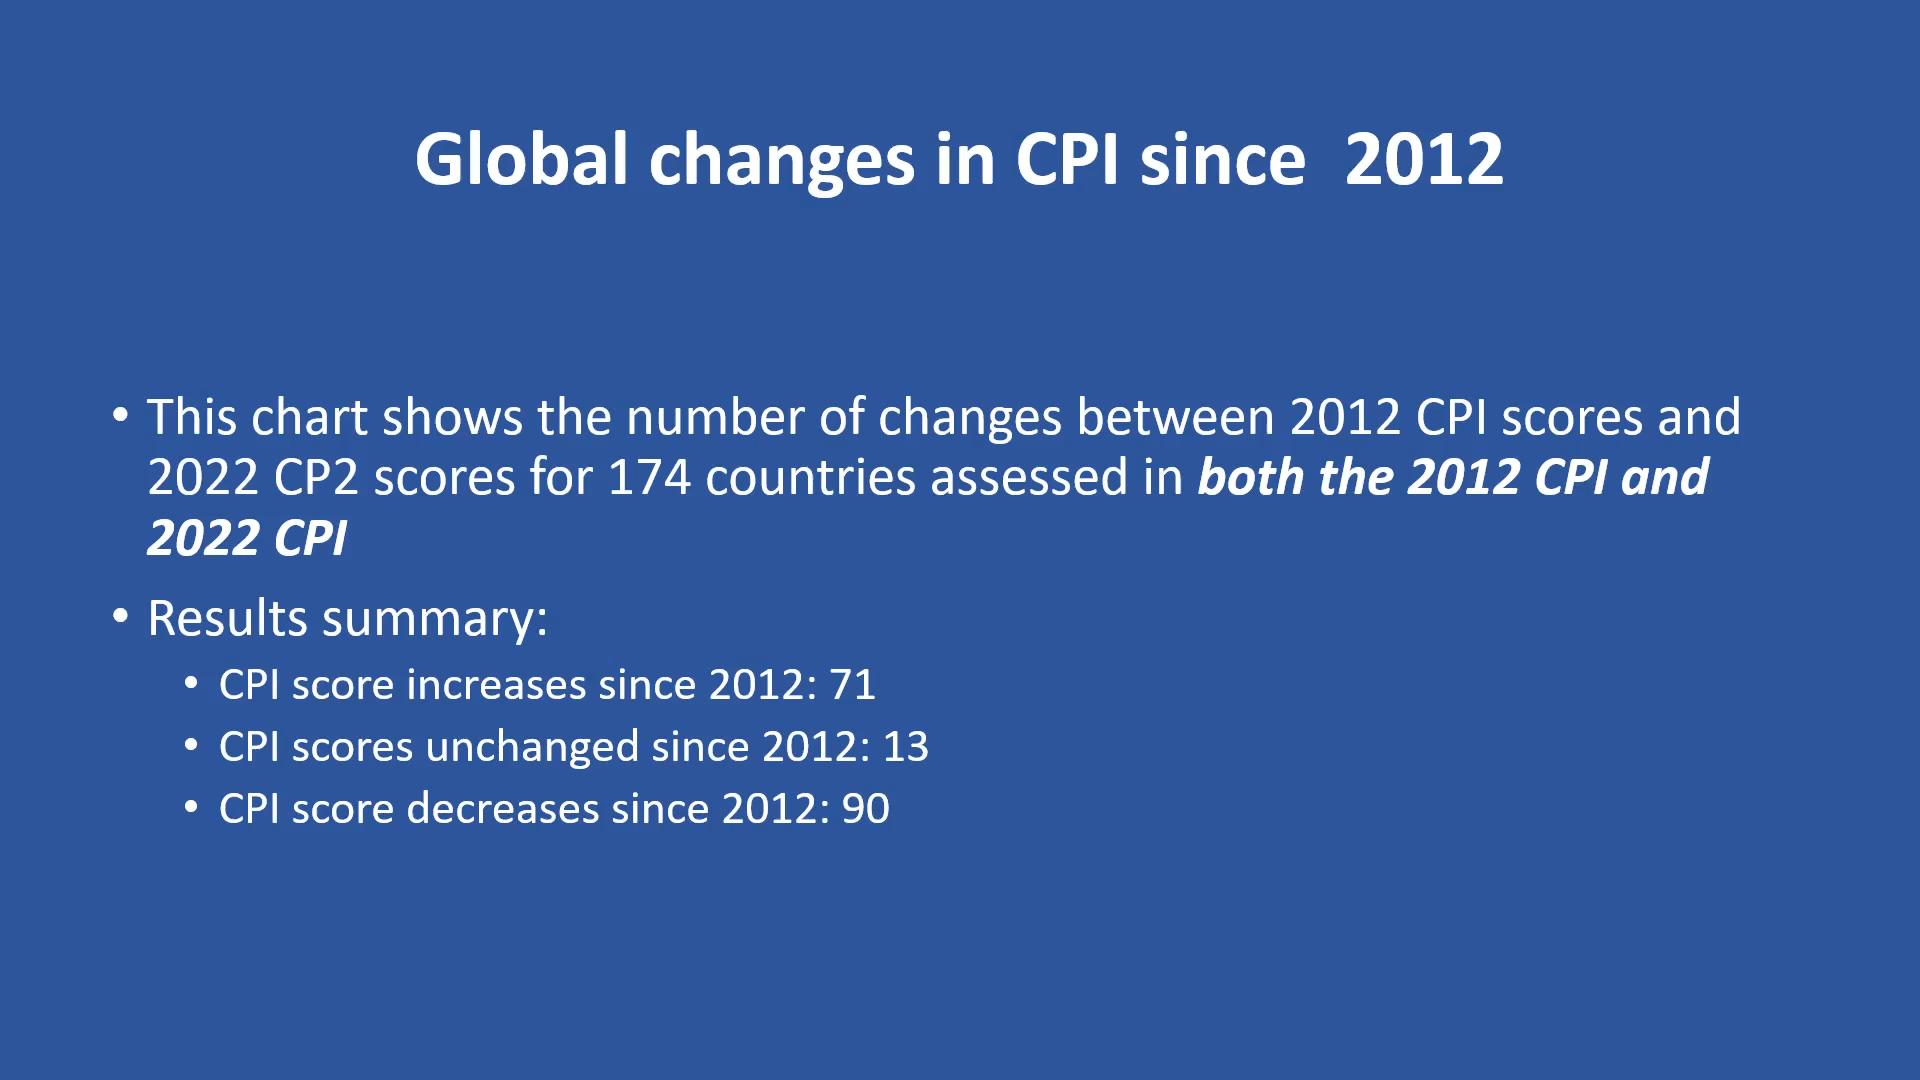 Global changes in CPI since  2012
• This chart shows the number of changes between 2012 CPI scores and
2022 CP2 scores for 174 countries assessed in both the 2012 CPI and
2022 CPI
• Results summary:
• CPI score increases since 2012: 71
• CPI scores unchanged since 2012: 13
• CPI score decreases since 2012: 90